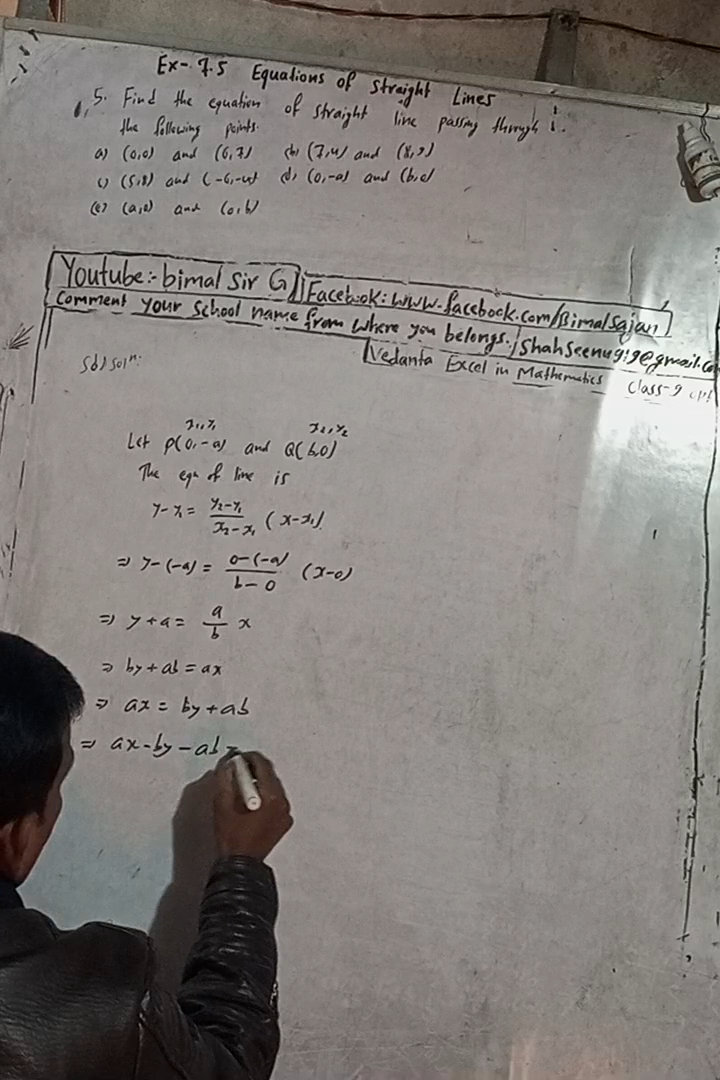 Ex-7.5 Equations of Straight Lines
5. Find the equation of straight line passing through
the following points.
a) (0,0) and (6,7) (b) (7,4) and
c) (5,8) and (-6,-4) (d) (0,-a) and (b,0)
(e) (a,0) and (0,b)
Youtube:- bimal Sir G Facebook: www.facebook.com/Bimalsajan
Comment your School name from where you belongs. Shahseenu9
Vedanta Excel in Mathematics Class-9 opt
5d) solⁿ:
x₁,y₁ x₂,y₂
Let P(0,-a) and Q(b,0)
The eqn of line is
y-y₁ = y₂-y₁ / x₂-x₁ (x-x₁)
⇒ y-(-a) = 0-(-a) / b-0 (x-0)
⇒ y+a = a/b x
⇒ by+ab = ax
⇒ ax = by+ab
⇒ ax-by-ab=